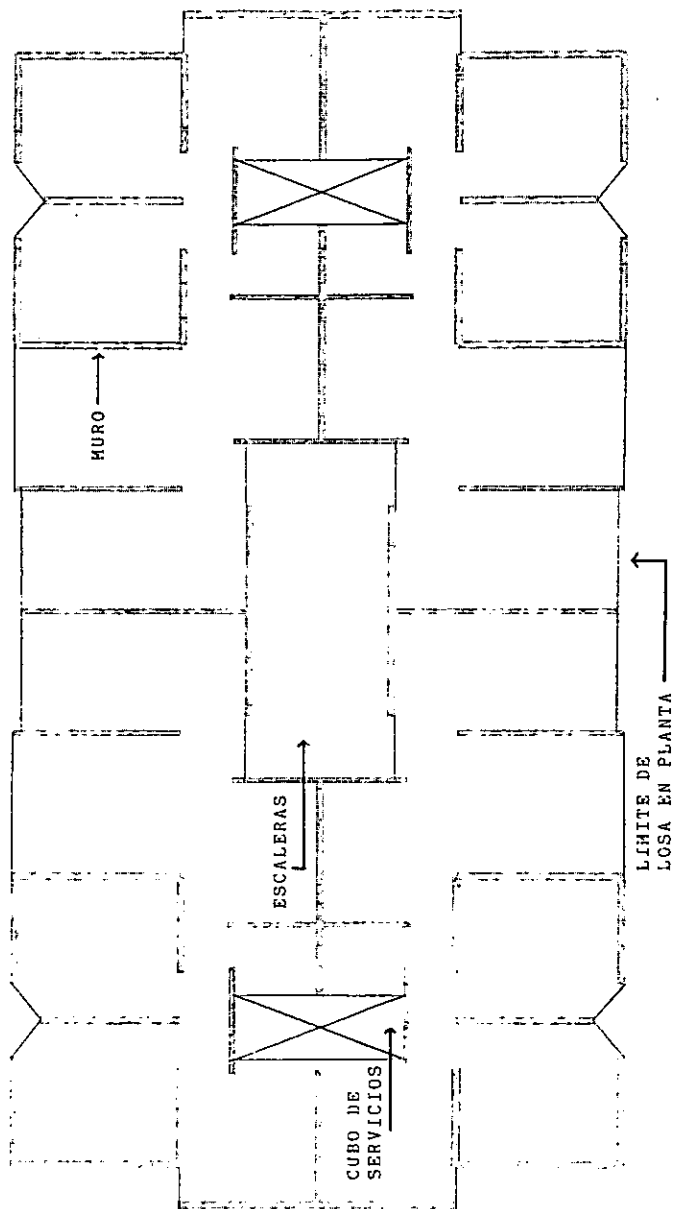 MURO
ESCALERAS
CUBO DE
SERVICIOS
LIMITE DE
LOSA EN PLANTA